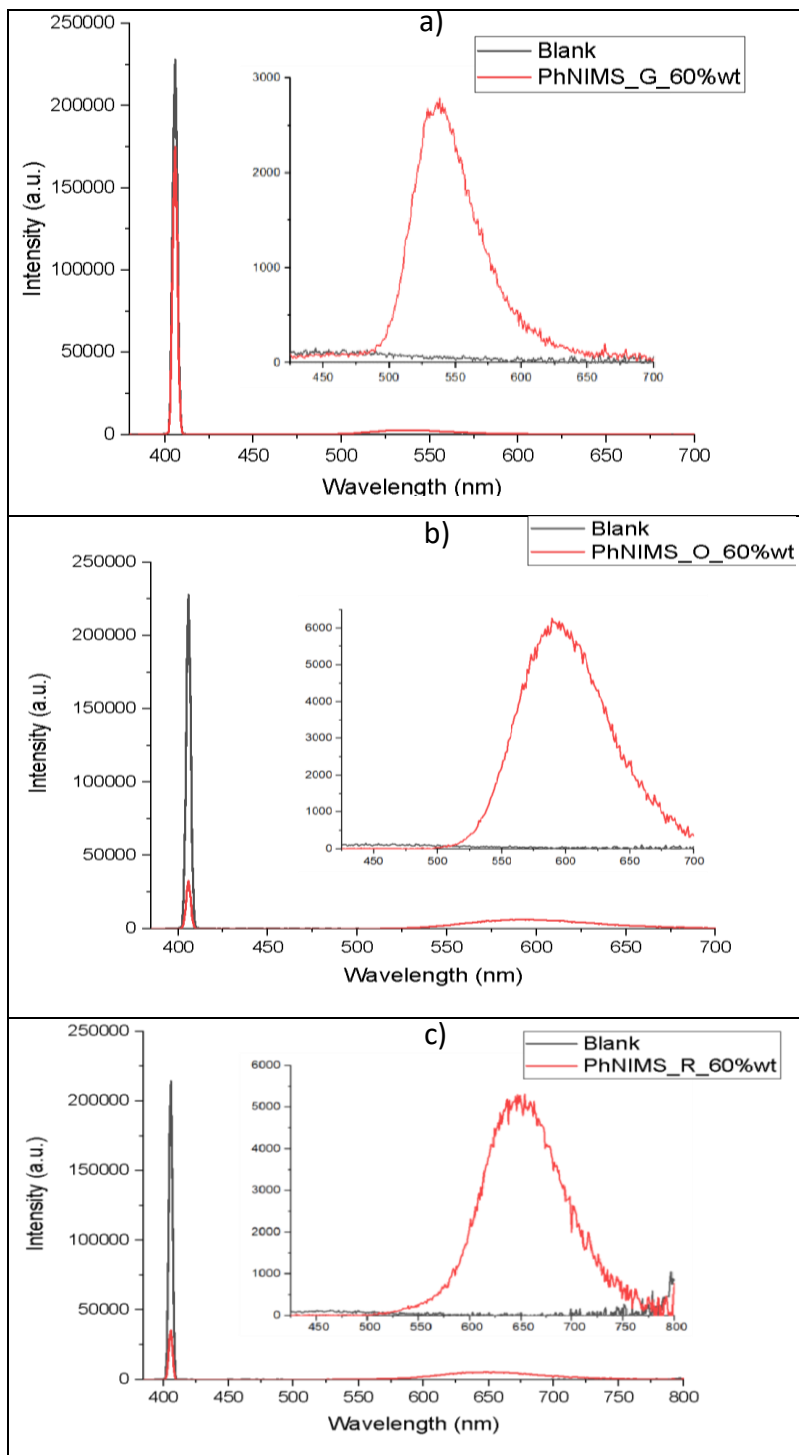 a)
Blank
PhNIMS_G_60%wt
250000
200000
150000
100000
50000
0
Intensity (a.u.)
400 450 500 550 600 650 700
Wavelength (nm)
3000
2000
1000
0
450 500 550 600 650 700
b)
Blank
PhNIMS_O_60%wt
250000
200000
150000
100000
50000
0
Intensity (a.u.)
400 450 500 550 600 650 700
Wavelength (nm)
6000
5000
4000
3000
2000
1000
0
450 500 550 600 650 700
c)
Blank
PhNIMS_R_60%wt
250000
200000
150000
100000
50000
0
Intensity (a.u.)
400 450 500 550 600 650 700 750 800
Wavelength (nm)
6000
5000
4000
3000
2000
1000
0
450 500 550 600 650 700 750 800